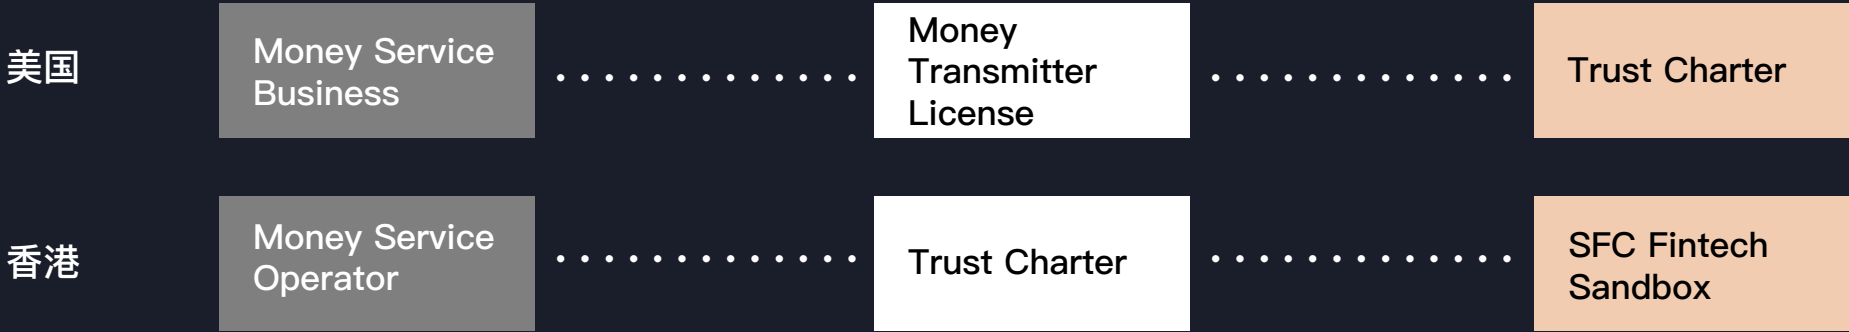 美国
Money Service
Business
Money
Transmitter
License
Trust Charter
香港
Money Service
Operator
Trust Charter
SFC Fintech
Sandbox